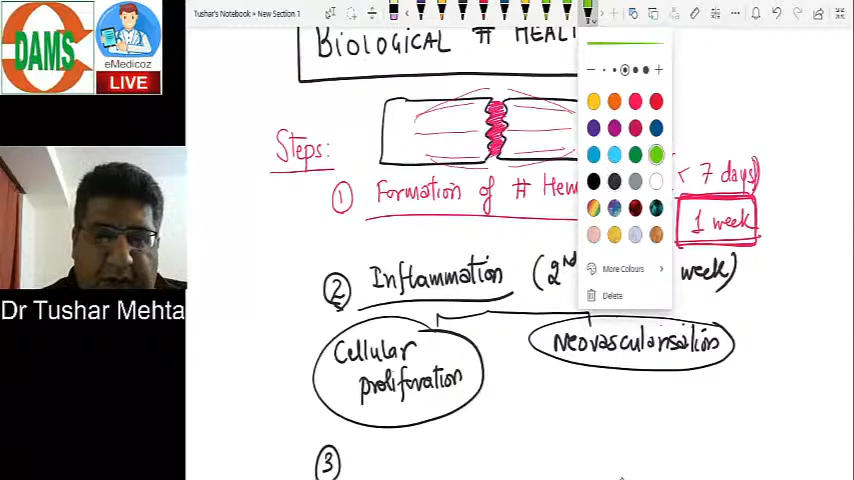 Tushar's Notebook > New Section 1
DAMS
eMedicoz
LIVE
BIOLOGICAL # HEAL
Steps:
① Formation of # Hem
< 7 days)
1 week
② Inflammation (2nd
week)
Cellular
proliferation
Neovascularisation
③
More Colours
Delete
Dr Tushar Mehta